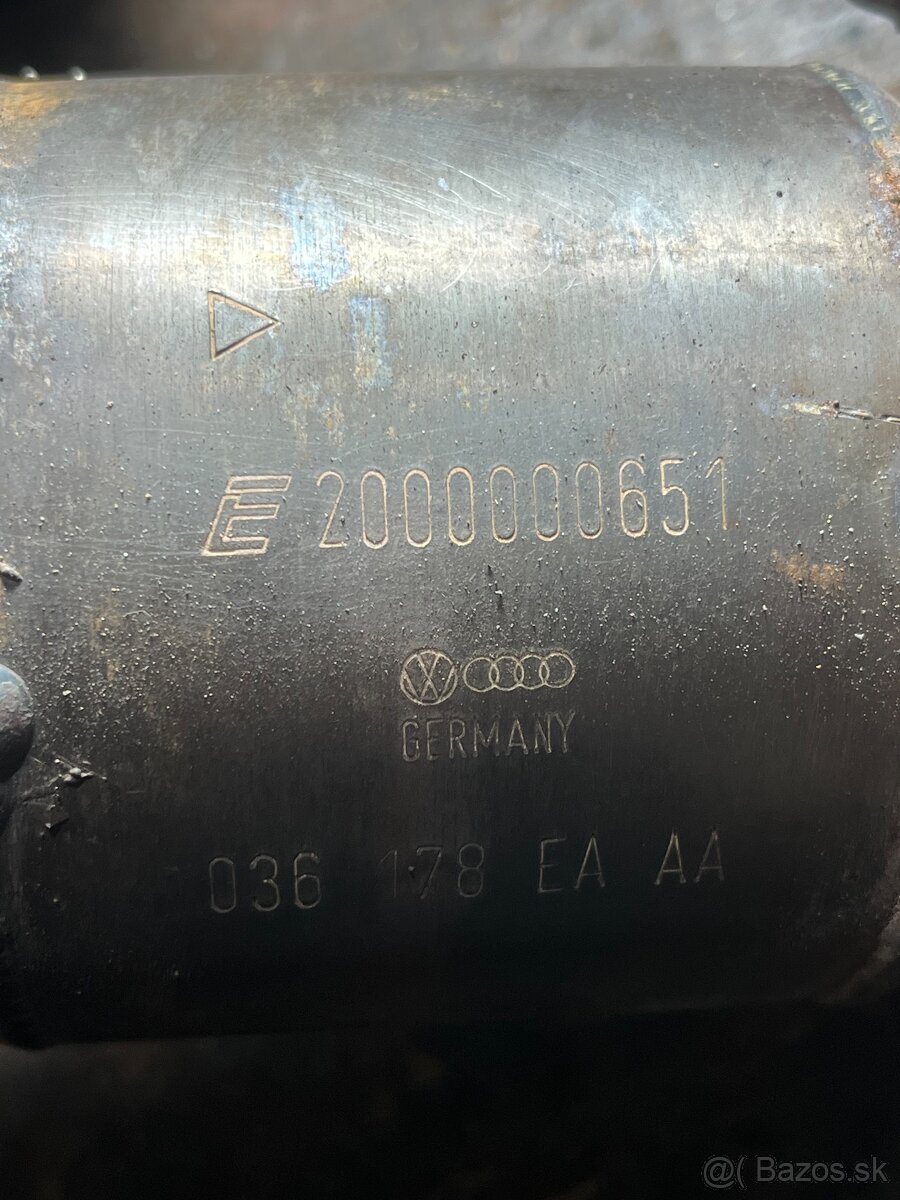 E 2000000651
GERMANY
036 178 EA AA
@( Bazos.sk